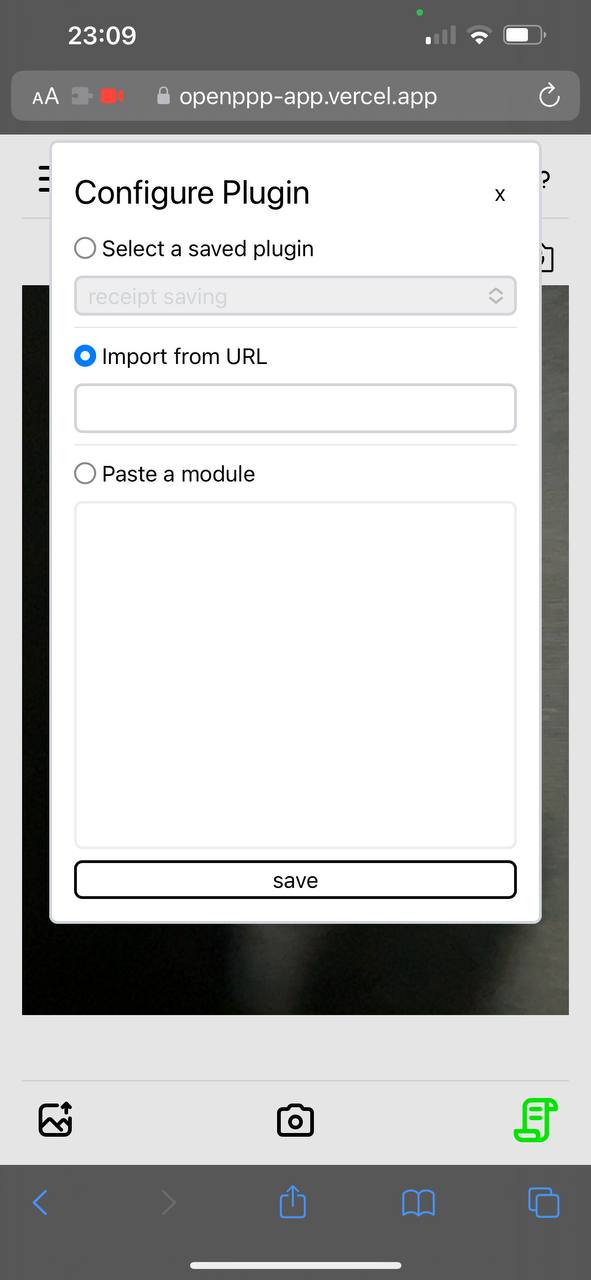 23:09
AA openppp-app.vercel.app
?
Configure Plugin x
Select a saved plugin
receipt saving
Import from URL
Paste a module
save